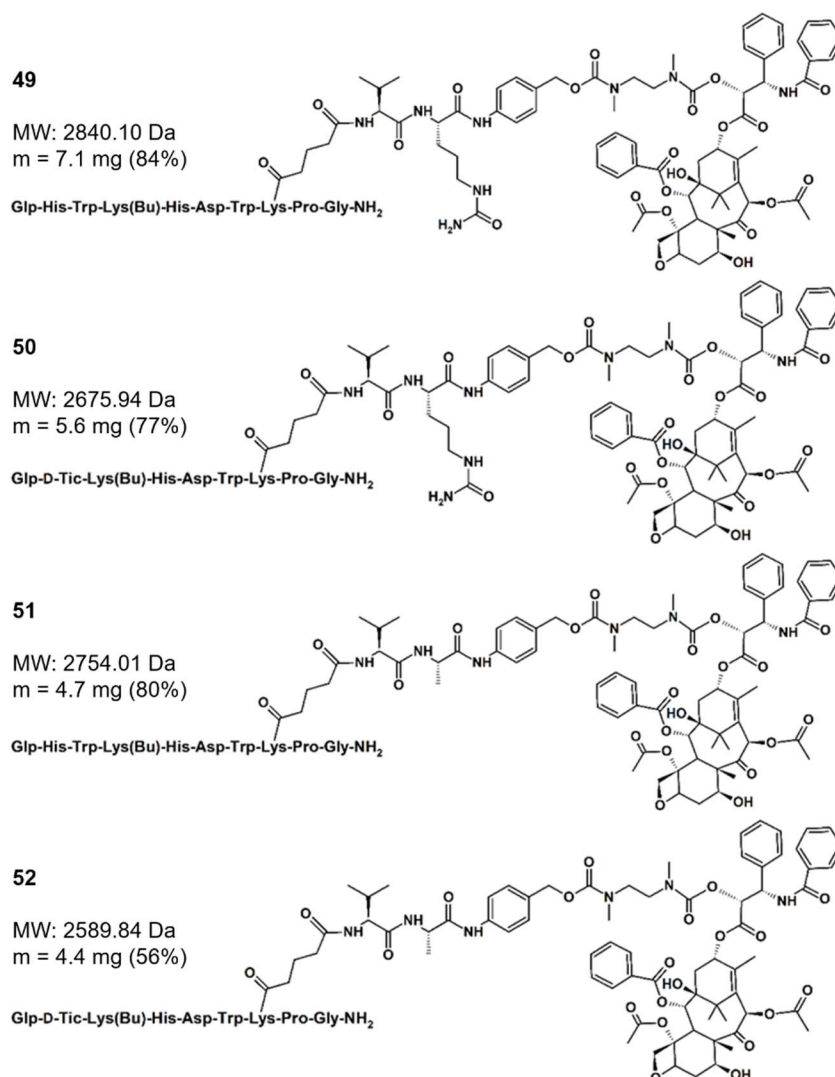 49
MW: 2840.10 Da
m = 7.1 mg (84%)
Glp-His-Trp-Lys(Bu)-His-Asp-Trp-Lys-Pro-Gly-NH₂
50
MW: 2675.94 Da
m = 5.6 mg (77%)
Glp-D-Tic-Lys(Bu)-His-Asp-Trp-Lys-Pro-Gly-NH₂
51
MW: 2754.01 Da
m = 4.7 mg (80%)
Glp-His-Trp-Lys(Bu)-His-Asp-Trp-Lys-Pro-Gly-NH₂
52
MW: 2589.84 Da
m = 4.4 mg (56%)
Glp-D-Tic-Lys(Bu)-His-Asp-Trp-Lys-Pro-Gly-NH₂